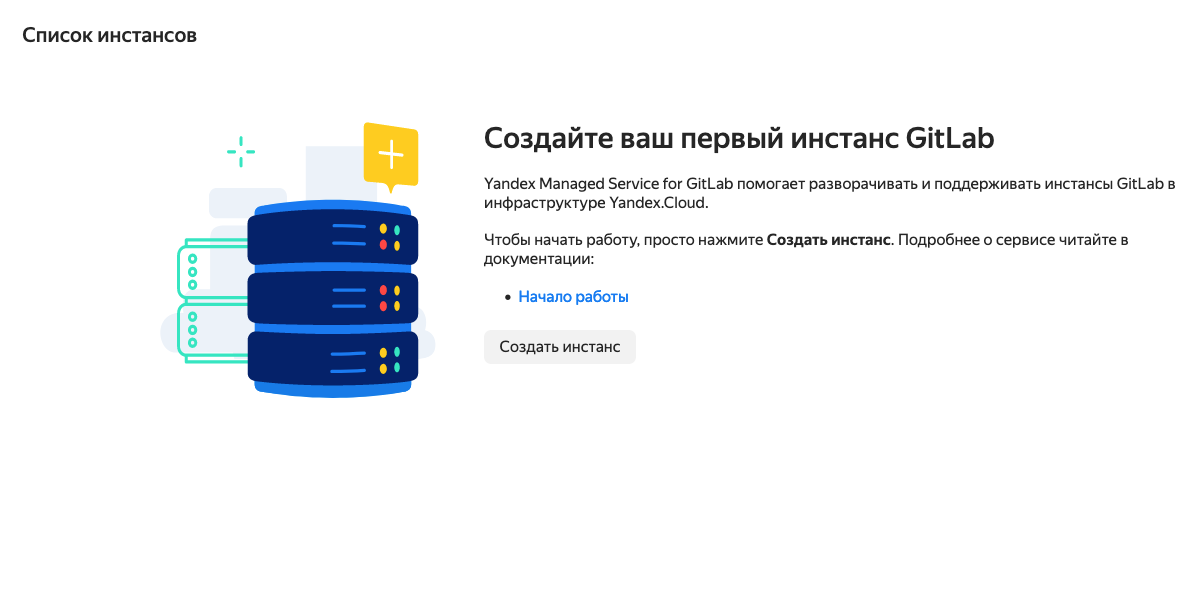 Список инстансов
Создайте ваш первый инстанс GitLab
Yandex Managed Service for GitLab помогает разворачивать и поддерживать инстансы GitLab в
инфраструктуре Yandex.Cloud.
Чтобы начать работу, просто нажмите Создать инстанс. Подробнее о сервисе читайте в
документации:
• Начало работы
Создать инстанс